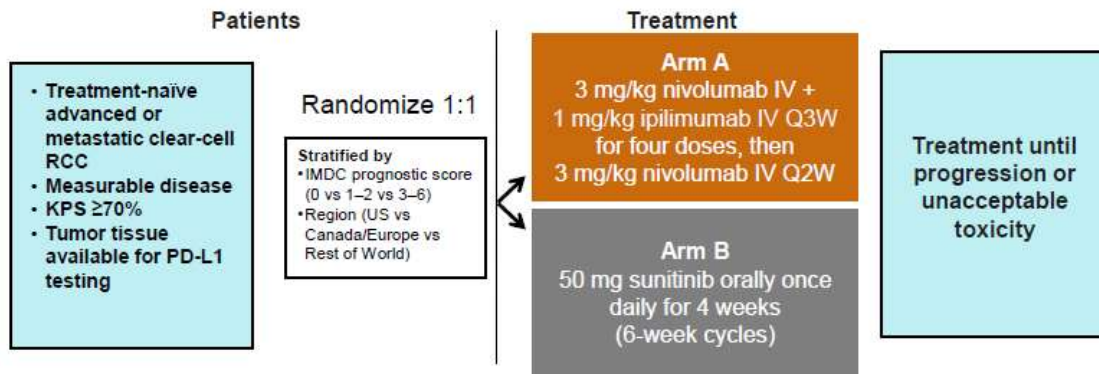 Patients
Treatment
• Treatment-naïve
advanced or
metastatic clear-cell
RCC
• Measurable disease
• KPS ≥70%
• Tumor tissue
available for PD-L1
testing
Randomize 1:1
Stratified by
•IMDC prognostic score
(0 vs 1–2 vs 3–6)
•Region (US vs
Canada/Europe vs
Rest of World)
Arm A
3 mg/kg nivolumab IV +
1 mg/kg ipilimumab IV Q3W
for four doses, then
3 mg/kg nivolumab IV Q2W
Arm B
50 mg sunitinib orally once
daily for 4 weeks
(6-week cycles)
Treatment until
progression or
unacceptable
toxicity